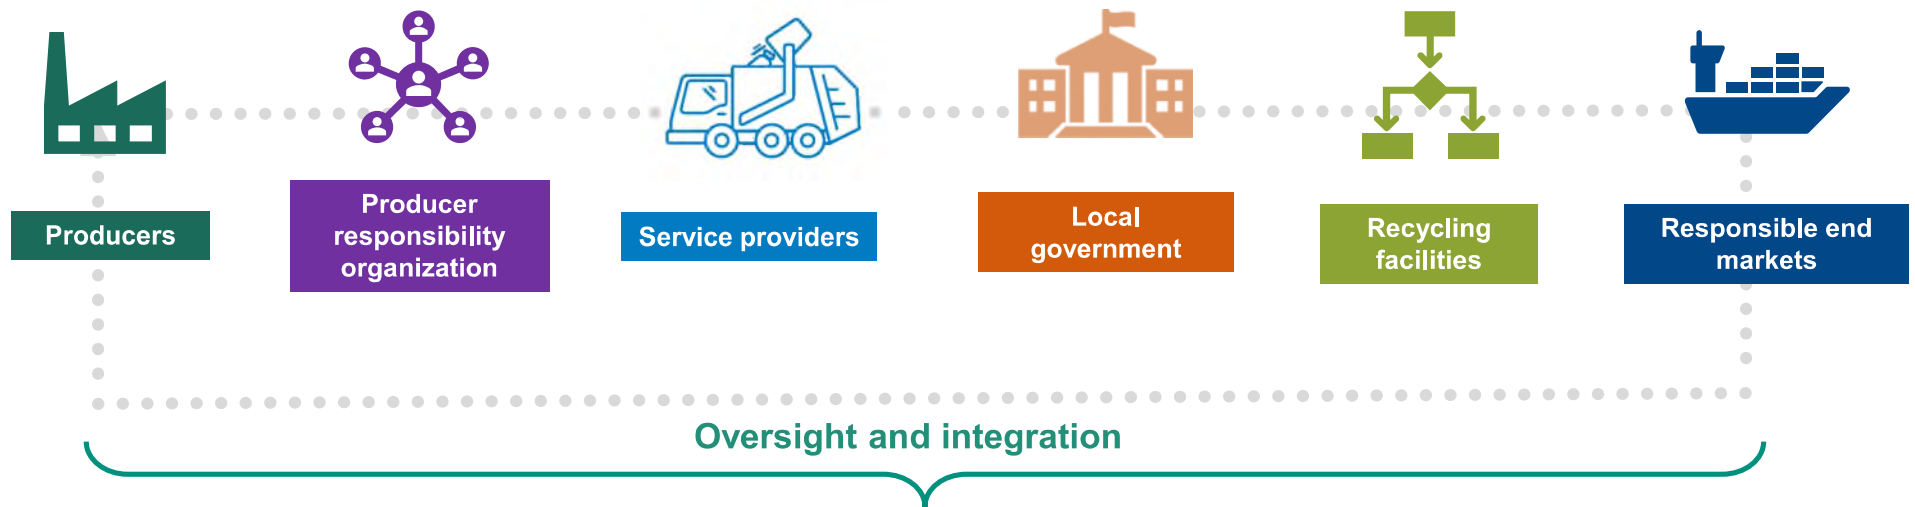 Producers
Producer
responsibility
organization
Service providers
Local
government
Recycling
facilities
Responsible end
markets
Oversight and integration